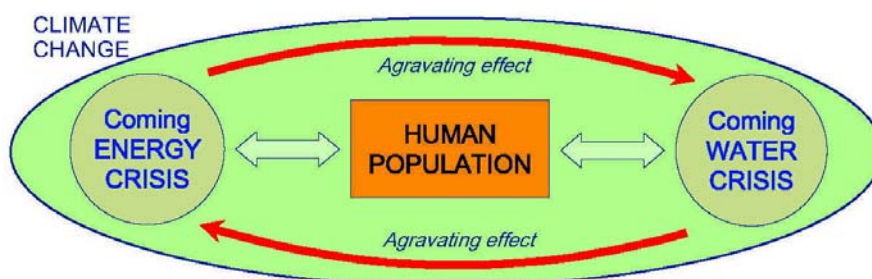 CLIMATE
CHANGE
Agravating effect
Coming
ENERGY
CRISIS
HUMAN
POPULATION
Coming
WATER
CRISIS
Agravating effect